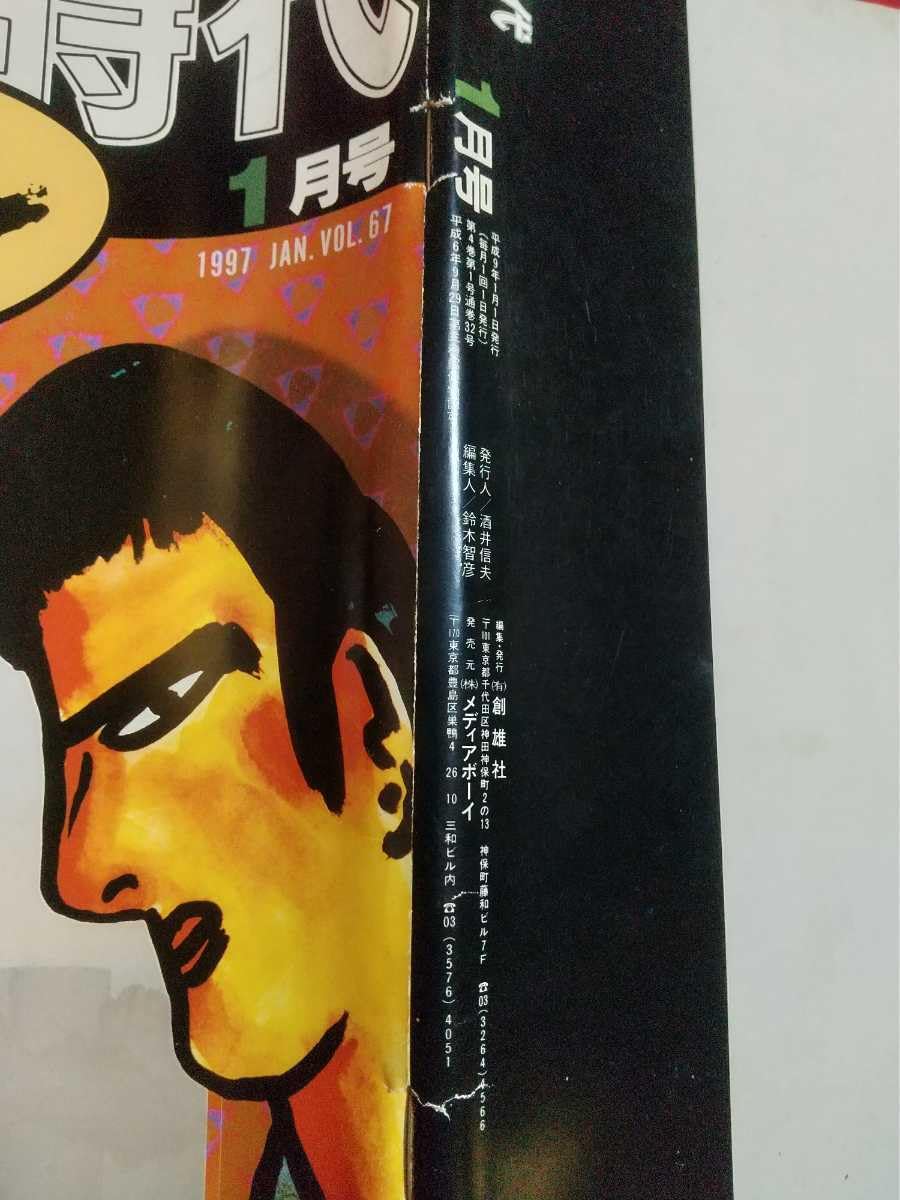 時代
1月号
1997 JAN. VOL. 67
代 1月号
平成9年1月1日発行
(毎月1回1日発行)
第4巻第1号通巻32号
平成6年9月29日第三種
発行人/酒井信夫
編集人/鈴木智彦
編集・発行 (有)創雄社
〒101東京都千代田区神田神保町2の13 神保町藤和ビル7F ☎03(3264)4566
発売元 (株)メディアボーイ
〒170東京都豊島区巣鴨4 26 10 三和ビル内 ☎03(3576)4051